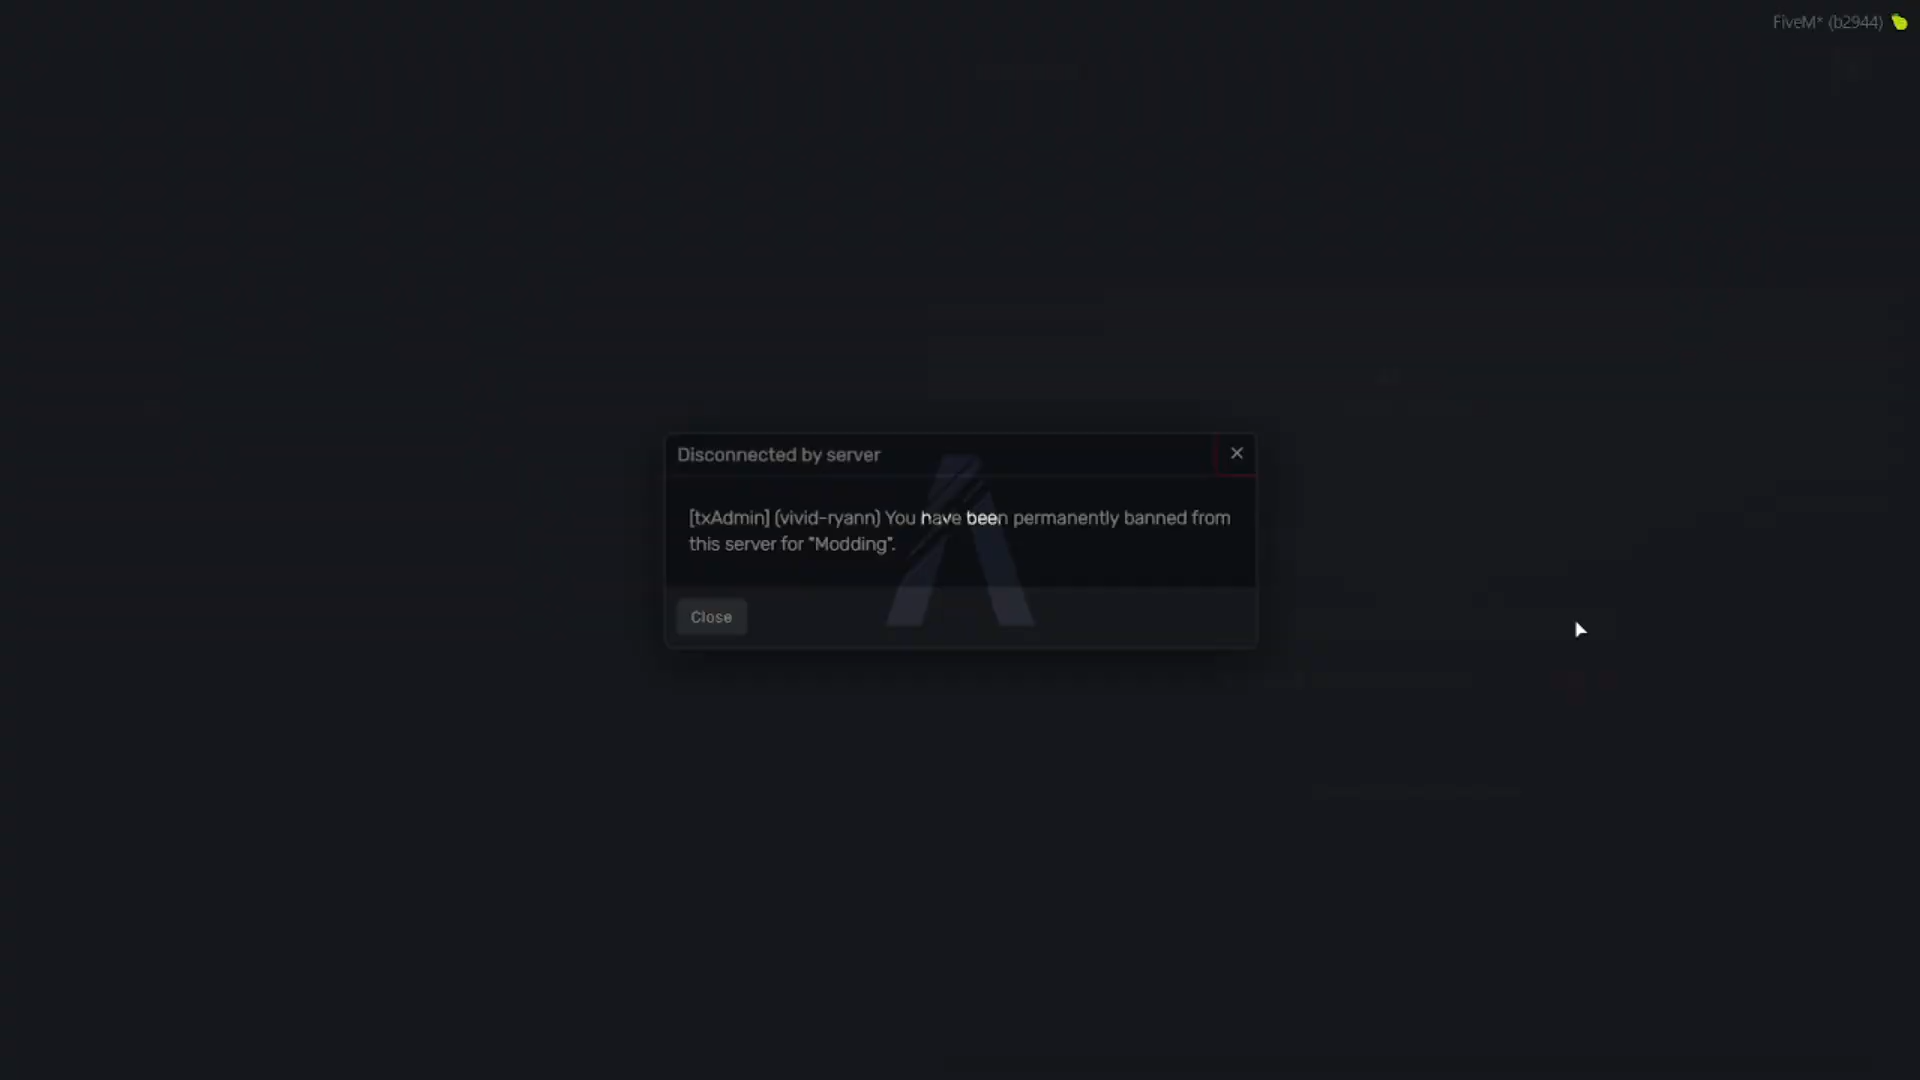 FiveM* (b2944)
Disconnected by server
[txAdmin] (vivid-ryann) You have been permanently banned from
this server for "Modding".
Close